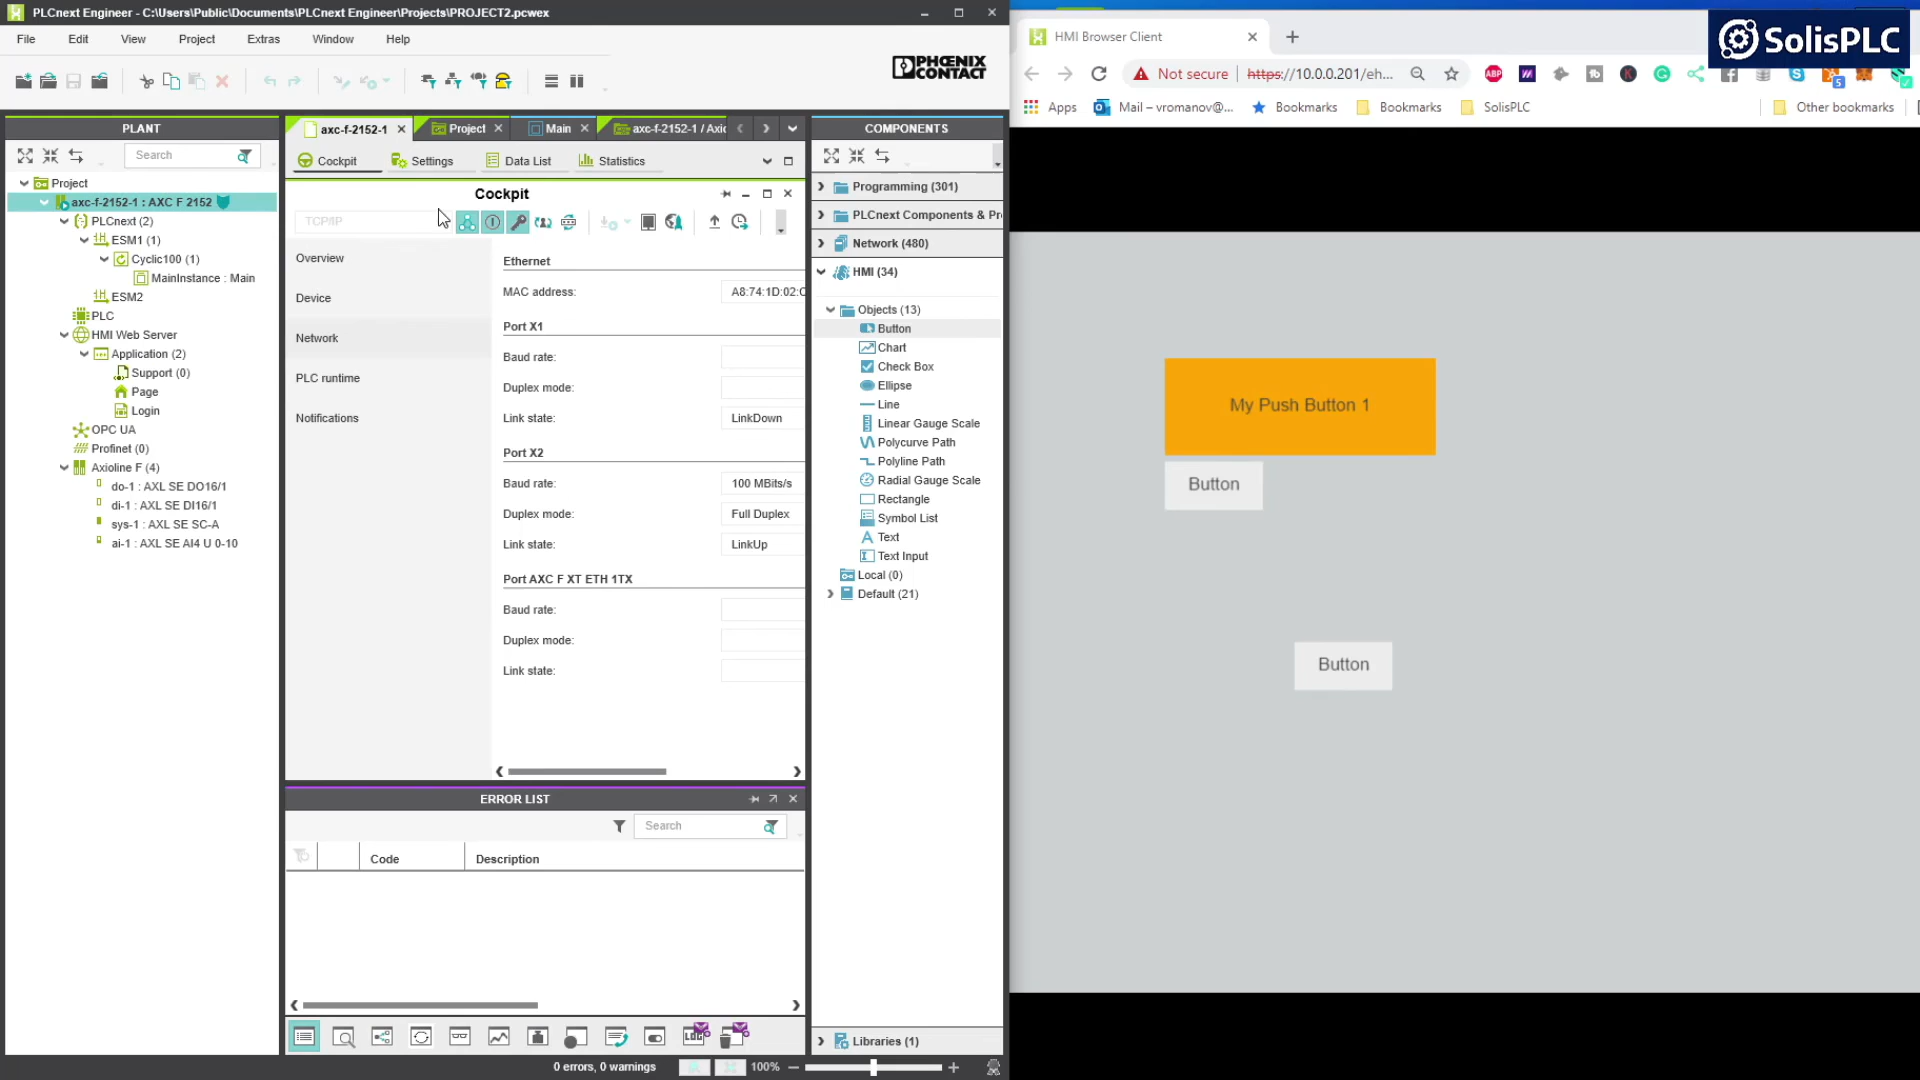 PLCnext Engineer - C:\Users\Public\Documents\PLCnext Engineer\Projects\PROJECT2.pcwex
File Edit View Project Extras Window Help
PHŒNIX CONTACT
PLANT
Search
Project
axc-f-2152-1 : AXC F 2152
PLCnext (2)
ESM1 (1)
Cyclic100 (1)
MainInstance : Main
ESM2
PLC
HMI Web Server
Application (2)
Support (0)
Page
Login
OPC UA
Profinet (0)
Axioline F (4)
do-1 : AXL SE DO16/1
di-1 : AXL SE DI16/1
sys-1 : AXL SE SC-A
ai-1 : AXL SE AI4 U 0-10
axc-f-2152-1 Project Main axc-f-2152-1 / Axio
Cockpit Settings Data List Statistics
Cockpit
TCP/IP
Overview
Device
Network
PLC runtime
Notifications
Ethernet
MAC address: A8:74:1D:02:C
Port X1
Baud rate:
Duplex mode:
Link state: LinkDown
Port X2
Baud rate: 100 MBits/s
Duplex mode: Full Duplex
Link state: LinkUp
Port AXC F XT ETH 1TX
Baud rate:
Duplex mode:
Link state:
ERROR LIST
Search
Code Description
LOG
0 errors, 0 warnings 100%
COMPONENTS
Programming (301)
PLCnext Components & Pr
Network (480)
HMI (34)
Objects (13)
Button
Chart
Check Box
Ellipse
Line
Linear Gauge Scale
Polycurve Path
Polyline Path
Radial Gauge Scale
Rectangle
Symbol List
Text
Text Input
Local (0)
Default (21)
Libraries (1)
HMI Browser Client
SolisPLC
Not secure https://10.0.0.201/eh...
ABP
5
Apps Mail – vromanov@... Bookmarks Bookmarks SolisPLC Other bookmarks
My Push Button 1
Button
Button